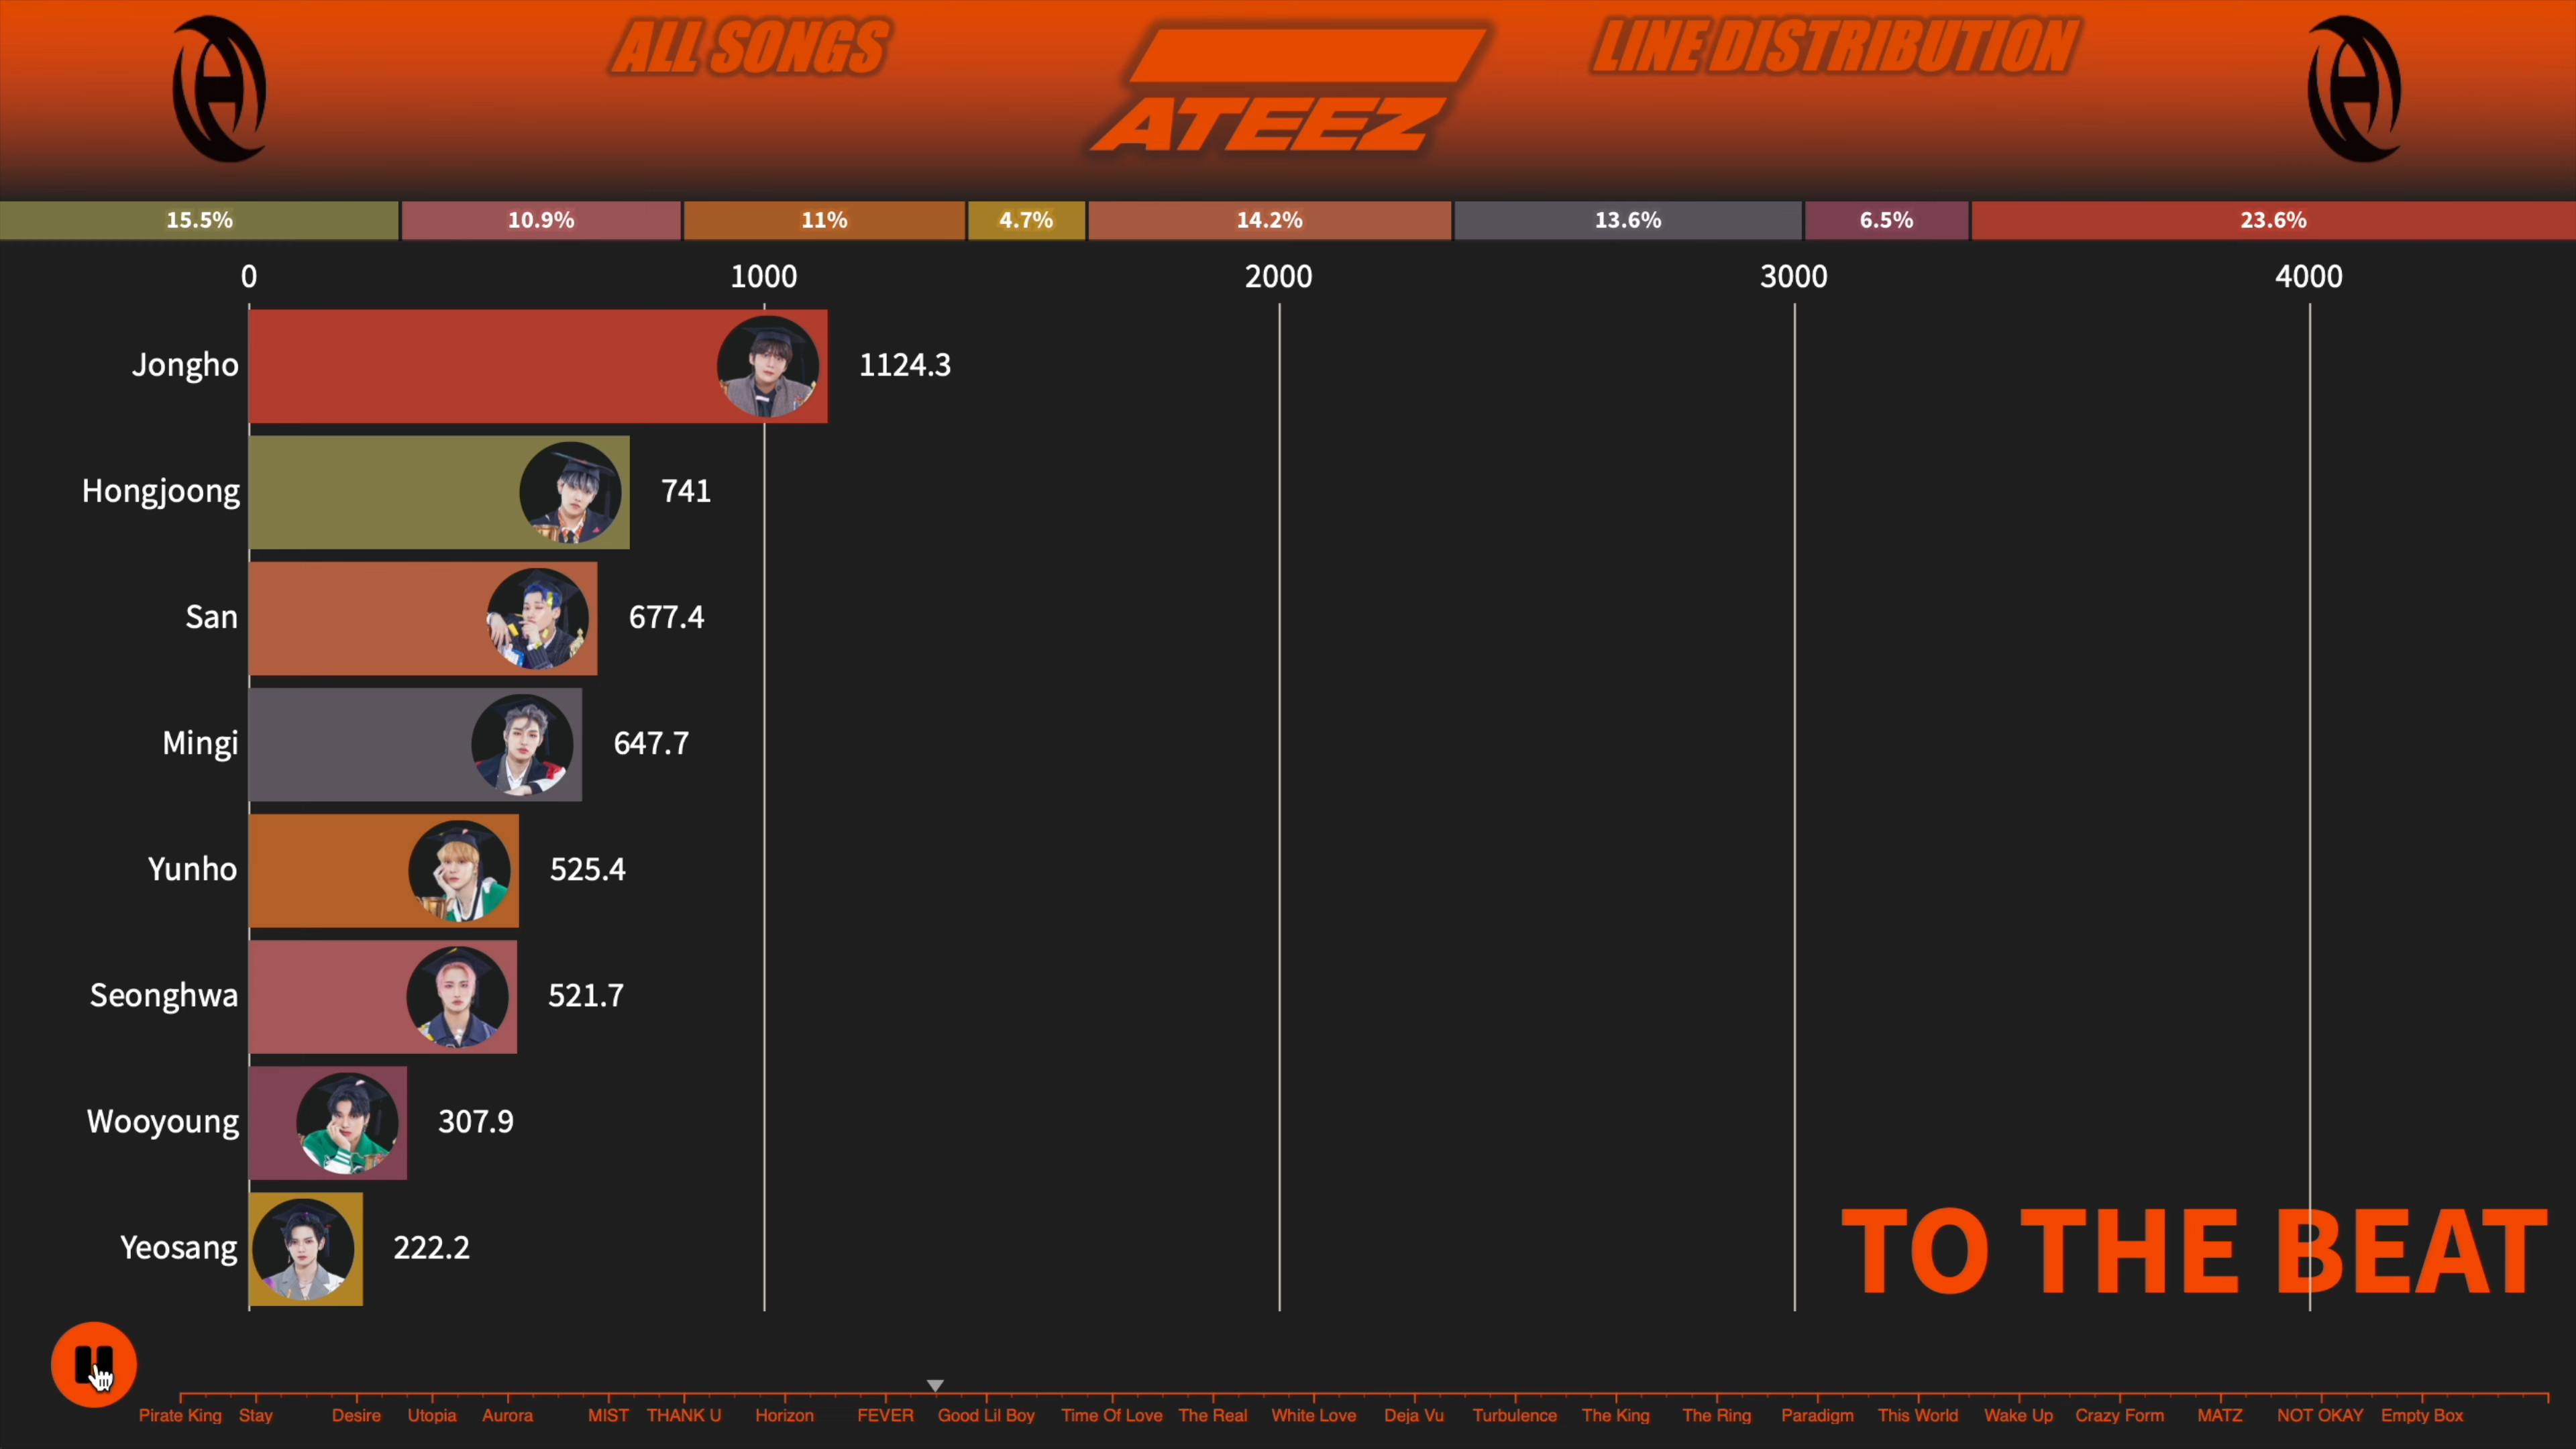 ALL SONGS
ATEEZ
LINE DISTRIBUTION
15.5% 10.9% 11% 4.7% 14.2% 13.6% 6.5% 23.6%
0 1000 2000 3000 4000
Jongho 1124.3
Hongjoong 741
San 677.4
Mingi 647.7
Yunho 525.4
Seonghwa 521.7
Wooyoung 307.9
Yeosang 222.2
TO THE BEAT
Pirate King Stay Desire Utopia Aurora MIST THANK U Horizon FEVER Good Lil Boy Time Of Love The Real White Love Deja Vu Turbulence The King The Ring Paradigm This World Wake Up Crazy Form MATZ NOT OKAY Empty Box